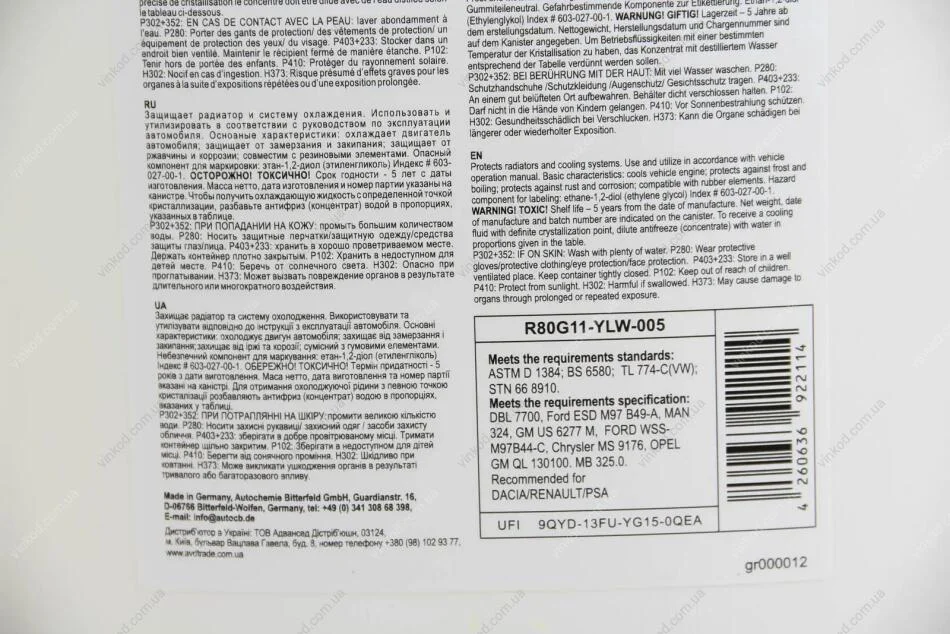 précise de cristallisation le concentré doit être dilué avec de l'eau distillé selon
le tableau ci-dessous.
P302+352: EN CAS DE CONTACT AVEC LA PEAU: laver abondamment à
l'eau. P280: Porter des gants de protection/ des vêtements de protection/ un
équipement de protection des yeux/ du visage. P403+233: Stocker dans un
endroit bien ventilé. Maintenir le récipient fermé de manière étanche. P102:
Tenir hors de portée des enfants. P410: Protéger du rayonnement solaire.
H302: Nocif en cas d'ingestion. H373: Risque présumé d'effets graves pour les
organes à la suite d'expositions répétées ou d'une exposition prolongée.
RU
Защищает радиатор и систему охлаждения. Использовать и
утилизировать в соответствии с руководством по эксплуатации
автомобиля. Основные характеристики: охлаждает двигатель
автомобиля; защищает от замерзания и закипания; защищает от
ржавчины и коррозии; совместим с резиновыми элементами. Опасный
компонент для маркировки: этан-1,2-диол (этиленгликоль) Индекс # 603-
027-00-1. ОСТОРОЖНО! ТОКСИЧНО! Срок годности - 5 лет с даты
изготовления. Масса нетто, дата изготовления и номер партии указаны на
канистре. Чтобы получить охлаждающую жидкость с определенной точкой
кристаллизации, разбавьте антифриз (концентрат) водой в пропорциях,
указанных в таблице.
P302+352: ПРИ ПОПАДАНИИ НА КОЖУ: промыть большим количеством
воды. P280: Носить защитные перчатки/защитную одежду/средства
защиты глаз/лица. P403+233: хранить в хорошо проветриваемом месте.
Держать контейнер плотно закрытым. P102: Хранить в недоступном для
детей месте. P410: Беречь от солнечного света. H302: Опасно при
проглатывании. H373: Может вызывать повреждение органов в результате
длительного или многократного воздействия.
UA
Захищає радіатор та систему охолодження. Використовувати та
утилізувати відповідно до інструкції з експлуатації автомобіля. Основні
характеристики: охолоджує двигун автомобіля; захищає від замерзання і
закипання;захищає від іржі та корозії; сумісний з гумовими елементами.
Небезпечний компонент для маркування: етан-1,2-діол (етиленгліколь)
Індекс # 603-027-00-1. ОБЕРЕЖНО! ТОКСИЧНО! Термін придатності - 5
років з дати виготовлення. Маса нетто, дата виготовлення та номер партії
вказані на каністрі. Для отримання охолоджуючої рідини з певною точкою
кристалізації розбавляють антифриз (концентрат) водою в пропорціях,
вказаних у таблиці.
P302+352: ПРИ ПОТРАПЛЯННІ НА ШКІРУ: промити великою кількістю
води. P280: Носити захисні рукавиці/ захисний одяг / засоби захисту
обличчя. P403+233: зберігати в добре провітрюваному місці. Тримати
контейнер щільно закритим. P102: Зберігати в недоступном для дітей
місці. P410: Берегти від сонячного проміння. H302: Шкідливо при
ковтанні. H373: Може викликати ушкодження органів в результаті
тривалого або багаторазового впливу.
Made in Germany, Autochemie Bitterfeld GmbH, Guardianstr. 16,
D-06766 Bitterfeld-Wolfen, Germany, tel: +49 (0) 341 308 68 398,
E-mail: info@autocb.de
Дистриб'ютор в Україні: ТОВ Адвансед Дістріб'юшн, 03124,
м. Київ, бульвар Вацлава Гавела, буд. 8, номер телефону +380 (98) 102 93 77.
www.avdtrade.com.ua
Gummiteileneutral. Gefahrbestimmende Komponente zur Etikettierung: Ethan-1,2-diol
(Ethylenglykol) Index # 603-027-00-1. WARNUNG! GIFTIG! Lagerzeit – 5 Jahre ab
dem erstellungsdatum. Nettogewicht, Herstellungsdatum und Chargennummer sind
auf dem Kanister angegeben. Um Betriebsflüssigkeiten mit einer bestimmten
Temperatur der Kristallisation zu haben, das Konzentrat mit destilliertem Wasser
entsprechend der Tabelle verdünnt werden sollen.
P302+352: BEI BERÜHRUNG MIT DER HAUT: Mit viel Wasser waschen. P280:
Schutzhandschuhe /Schutzkleidung /Augenschutz/ Gesichtsschutz tragen. P403+233:
An einem gut belüfteten Ort aufbewahren. Behälter dicht verschlossen halten. P102:
Darf nicht in die Hände von Kindern gelangen. P410: Vor Sonnenbestrahlung schützen.
H302: Gesundheitsschädlich bei Verschlucken. H373: Kann die Organe schädigen bei
längerer oder wiederholter Exposition.
EN
Protects radiators and cooling systems. Use and utilize in accordance with vehicle
operation manual. Basic characteristics: cools vehicle engine; protects against frost and
boiling; protects against rust and corrosion; compatible with rubber elements. Hazard
component for labeling: ethane-1,2-diol (ethylene glycol) Index # 603-027-00-1.
WARNING! TOXIC! Shelf life – 5 years from the date of manufacture. Net weight, date
of manufacture and batch number are indicated on the canister. To receive a cooling
fluid with definite crystallization point, dilute antifreeze (concentrate) with water in
proportions given in the table.
P302+352: IF ON SKIN: Wash with plenty of water. P280: Wear protective
gloves/protective clothing/eye protection/face protection. P403+233: Store in a well
ventilated place. Keep container tightly closed. P102: Keep out of reach of children.
P410: Protect from sunlight. H302: Harmful if swallowed. H373: May cause damage to
organs through prolonged or repeated exposure.
R80G11-YLW-005
Meets the requirements standards:
ASTM D 1384; BS 6580; TL 774-C(VW);
STN 66 8910.
Meets the requirements specification:
DBL 7700, Ford ESD M97 B49-A, MAN
324, GM US 6277 M, FORD WSS-
M97B44-C, Chrysler MS 9176, OPEL
GM QL 130100. MB 325.0.
Recommended for
DACIA/RENAULT/PSA
UFI 9QYD-13FU-YG15-0QEA
4 260636 922114
gr000012
vinkod.com.ua